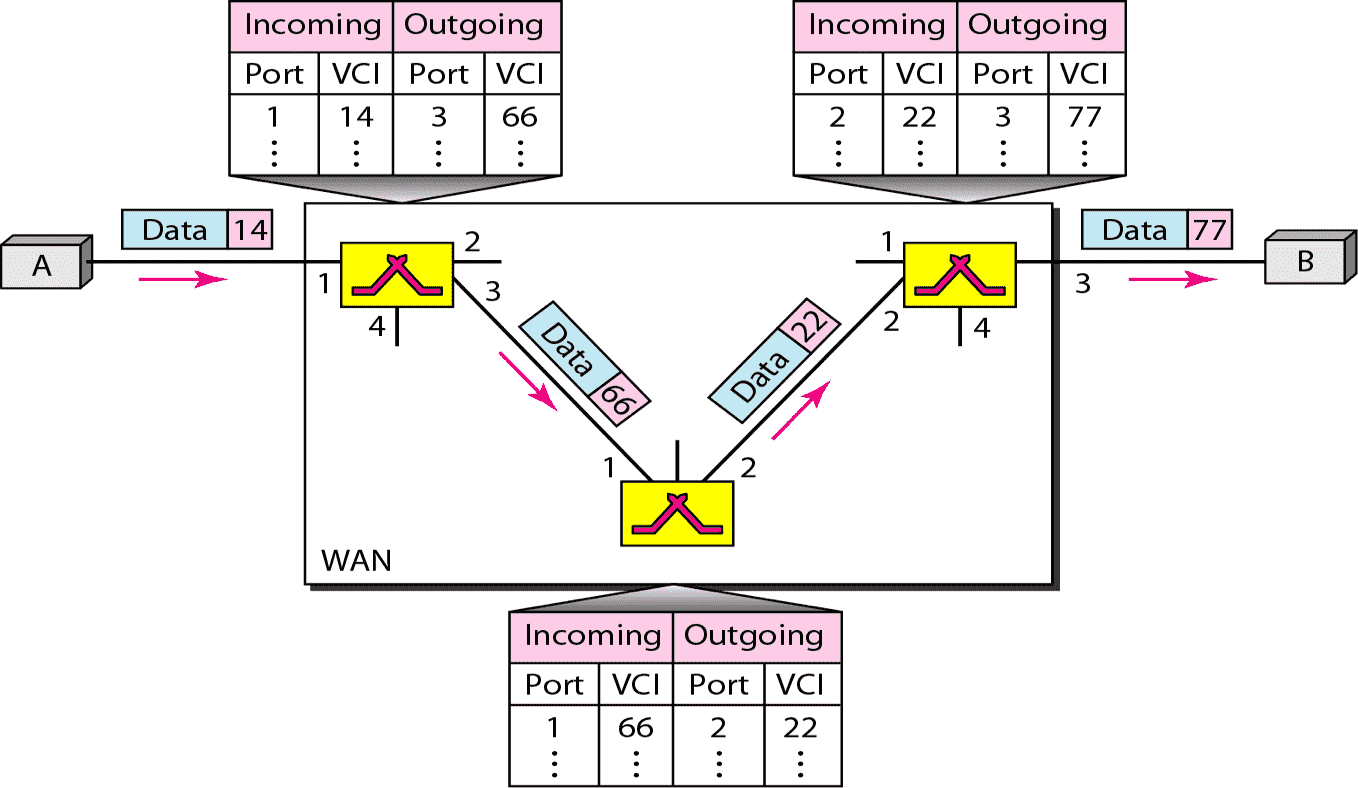 Incoming Outgoing
Port VCI Port VCI
1 14 3 66
Incoming Outgoing
Port VCI Port VCI
2 22 3 77
A
Data 14
1
2
3
4
Data 66
Data 22
1
2
3
4
Data 77
B
1
2
WAN
Incoming Outgoing
Port VCI Port VCI
1 66 2 22